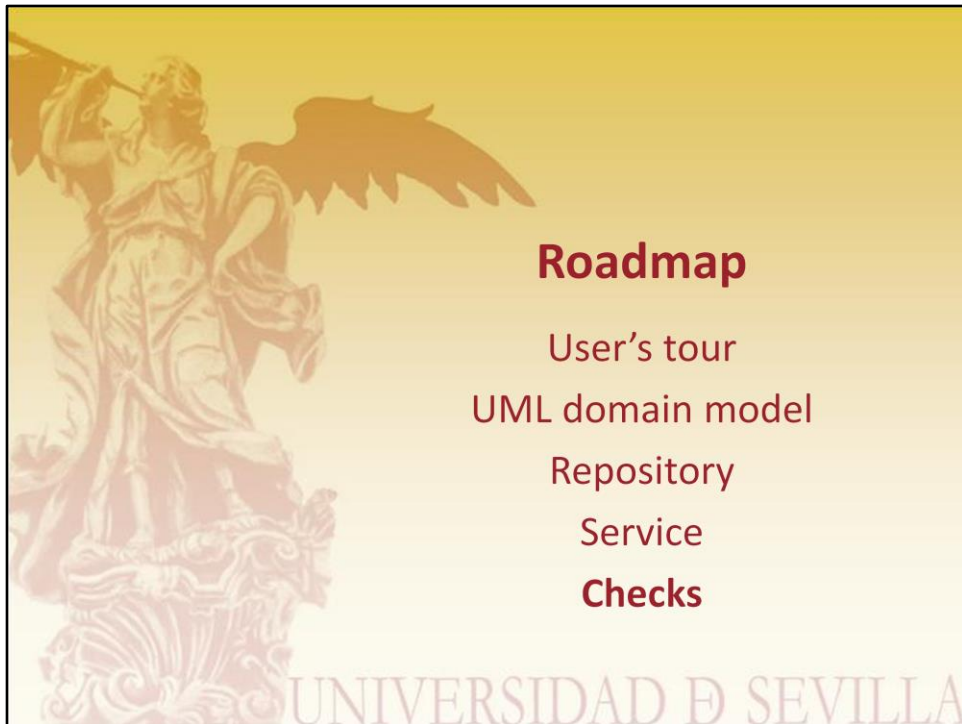 Roadmap
User’s tour
UML domain model
Repository
Service
Checks
UNIVERSIDAD Đ SEVILLA